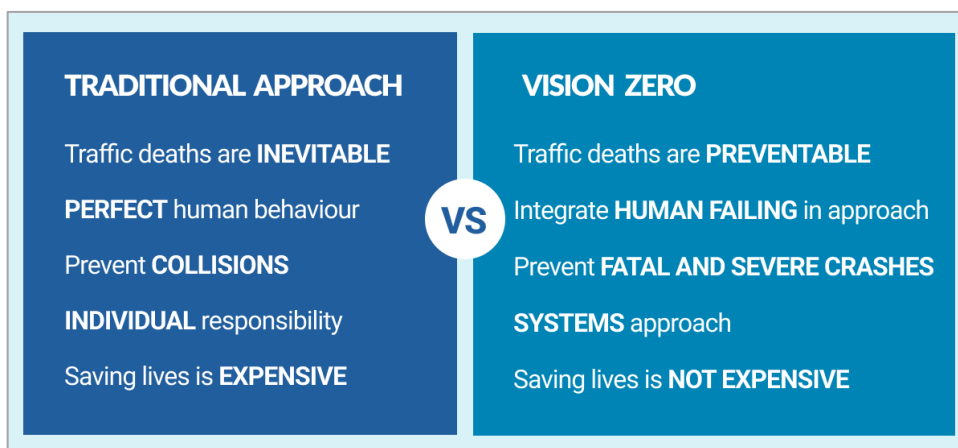 TRADITIONAL APPROACH
Traffic deaths are INEVITABLE
PERFECT human behaviour
Prevent COLLISIONS
INDIVIDUAL responsibility
Saving lives is EXPENSIVE
VS
VISION ZERO
Traffic deaths are PREVENTABLE
Integrate HUMAN FAILING in approach
Prevent FATAL AND SEVERE CRASHES
SYSTEMS approach
Saving lives is NOT EXPENSIVE